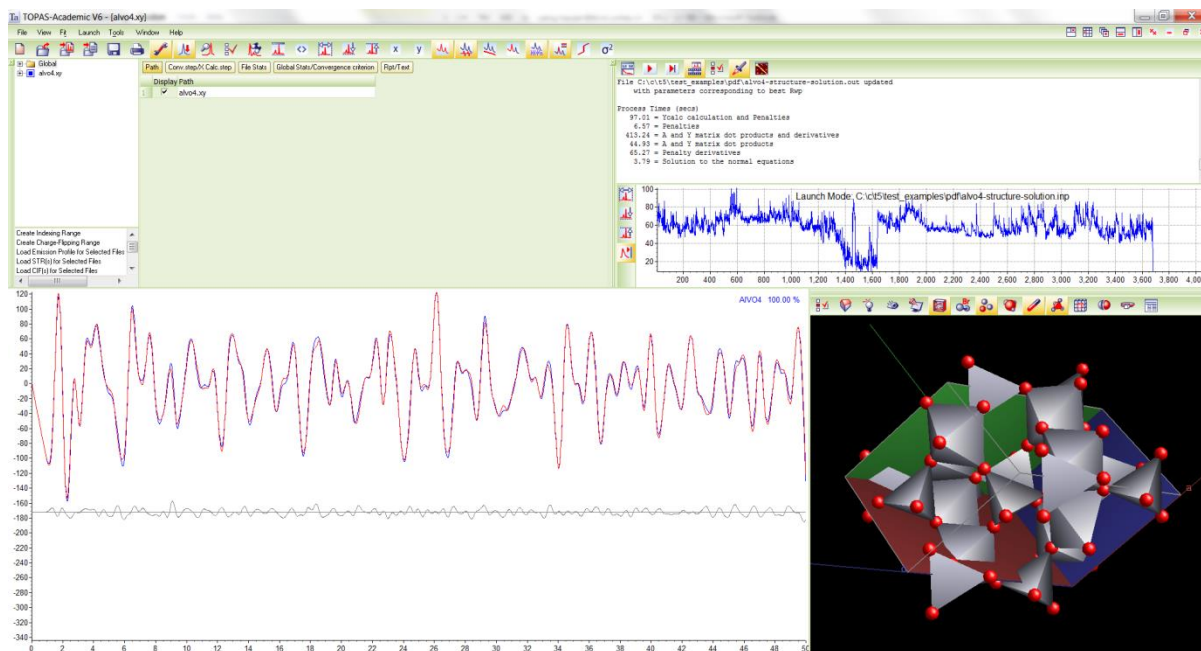 TOPAS-Academic V6 - [alvo4.xy]
File View Fit Launch Tools Window Help
x y σ²
Global
alvo4.xy
Path Conv.step/X Calc.step File Stats Global Stats/Convergence criterion Rpt/Text
Display Path
1 alvo4.xy
Create Indexing Range
Create Charge-Flipping Range
Load Emission Profile for Selected Files
Load STR(s) for Selected Files
Load CIF(s) for Selected Files
File C:\c\t5\test_examples\pdf\alvo4-structure-solution.out updated
with parameters corresponding to best Rwp
Process Times (secs)
97.01 = Ycalc calculation and Penalties
6.57 = Penalties
413.24 = A and Y matrix dot products and derivatives
44.93 = A and Y matrix dot products
65.27 = Penalty derivatives
3.79 = Solution to the normal equations
Launch Mode: C:\c\t5\test_examples\pdf\alvo4-structure-solution.inp
100
80
60
40
20
200 400 600 800 1,000 1,200 1,400 1,600 1,800 2,000 2,200 2,400 2,600 2,800 3,000 3,200 3,400 3,600 3,800 4,00
AlVO4 100.00 %
120
100
80
60
40
20
0
-20
-40
-60
-80
-100
-120
-140
-160
-180
-200
-220
-240
-260
-280
-300
-320
-340
0 2 4 6 8 10 12 14 16 18 20 22 24 26 28 30 32 34 36 38 40 42 44 46 48 50
a